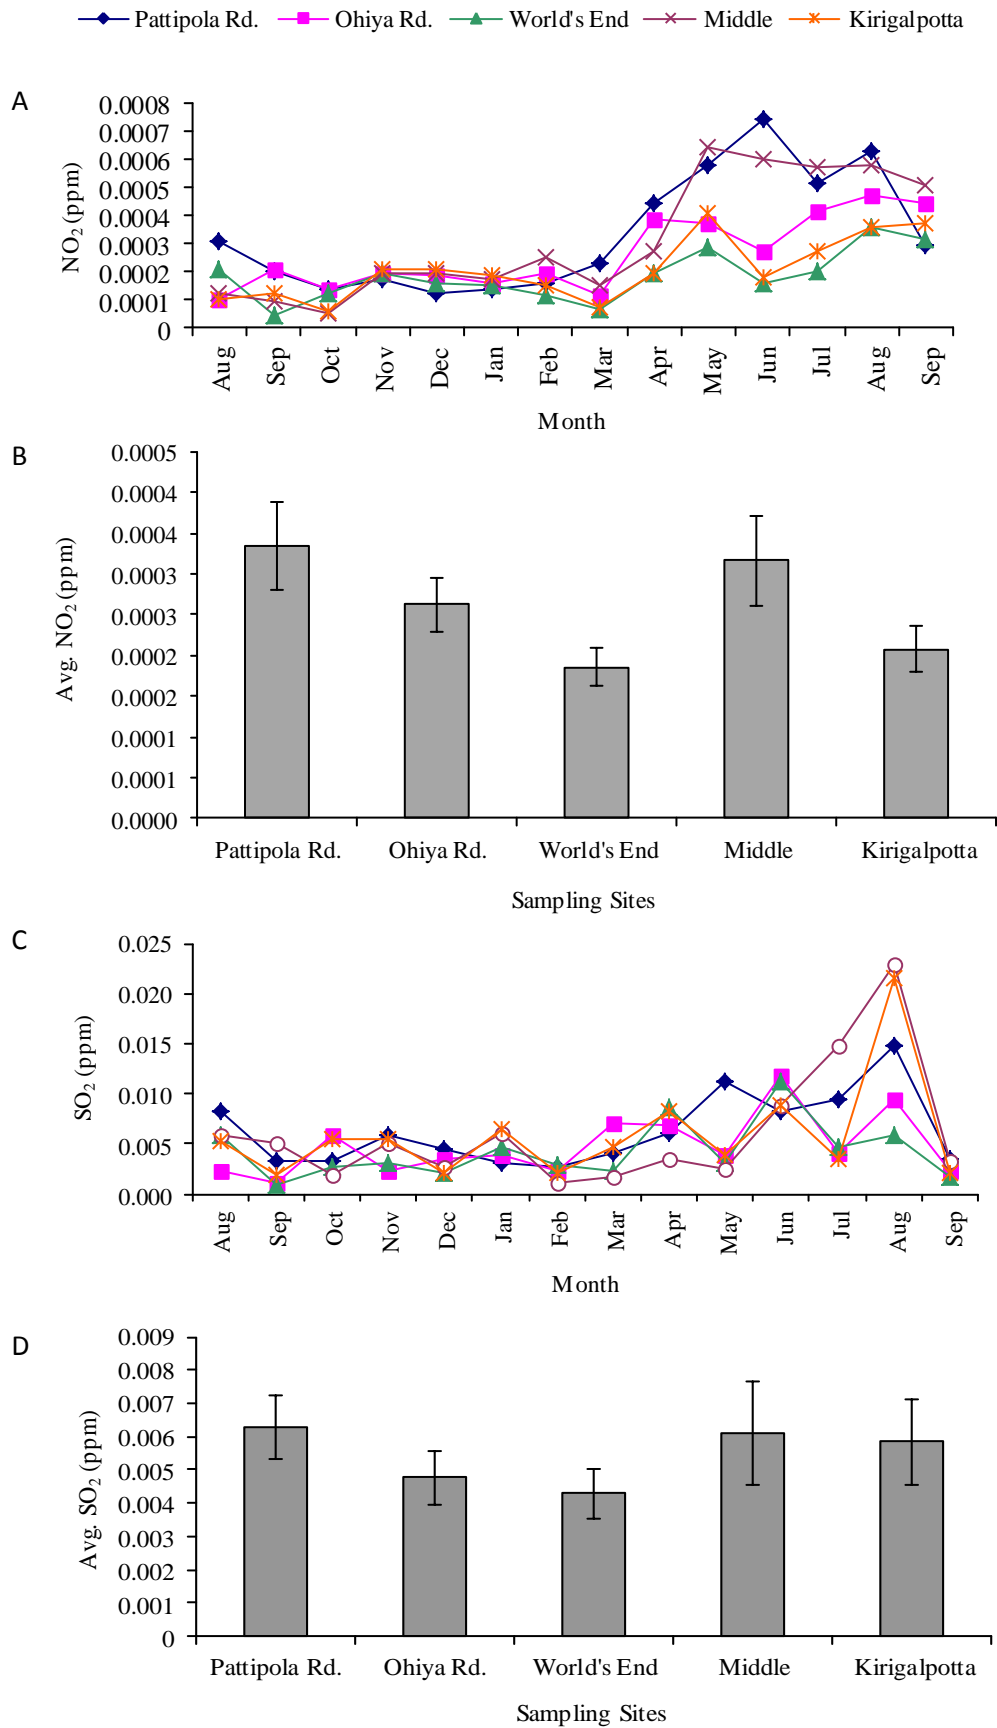 Pattipola Rd. Ohiya Rd. World's End Middle Kirigalpotta
A
NO₂ (ppm)
0.0008
0.0007
0.0006
0.0005
0.0004
0.0003
0.0002
0.0001
0
Aug Sep Oct Nov Dec Jan Feb Mar Apr May Jun Jul Aug Sep
Month
B
Avg. NO₂ (ppm)
0.0005
0.0004
0.0004
0.0003
0.0003
0.0002
0.0002
0.0001
0.0001
0.0000
Pattipola Rd. Ohiya Rd. World's End Middle Kirigalpotta
Sampling Sites
C
SO₂ (ppm)
0.025
0.020
0.015
0.010
0.005
0.000
Aug Sep Oct Nov Dec Jan Feb Mar Apr May Jun Jul Aug Sep
Month
D
Avg. SO₂ (ppm)
0.009
0.008
0.007
0.006
0.005
0.004
0.003
0.002
0.001
0
Pattipola Rd. Ohiya Rd. World's End Middle Kirigalpotta
Sampling Sites